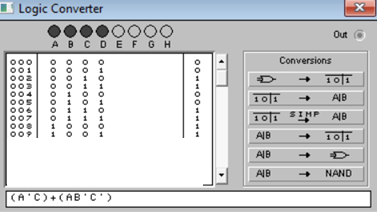 Logic Converter
Out
A B C D E F G H
000 0 0 0 0 0
001 0 0 0 1 0
002 0 0 1 0 1
003 0 0 1 1 1
004 0 1 0 0 0
005 0 1 0 1 0
006 0 1 1 0 1
007 0 1 1 1 1
008 1 0 0 0 1
009 1 0 0 1 1
Conversions
→ 1 0 1
1 0 1 → A|B
1 0 1 SIMP → A|B
A|B → 1 0 1
A|B →
A|B → NAND
(A'C)+(AB'C')